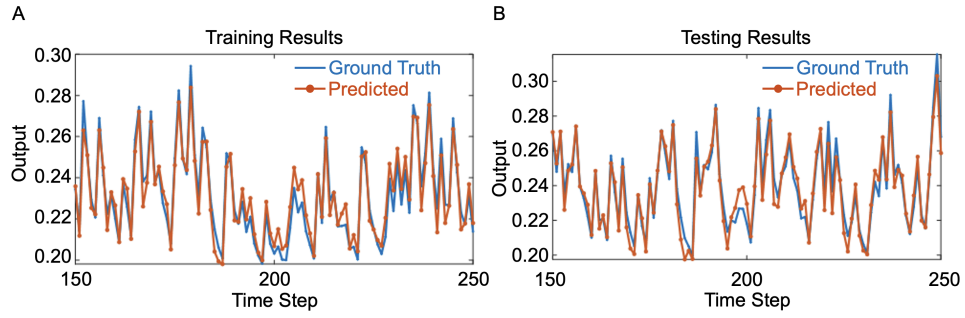 A
Training Results
0.30
0.28
0.26
0.24
0.22
0.20
Output
Ground Truth
Predicted
150
200
250
Time Step
B
Testing Results
0.30
0.28
0.26
0.24
0.22
0.20
Output
Ground Truth
Predicted
150
200
250
Time Step